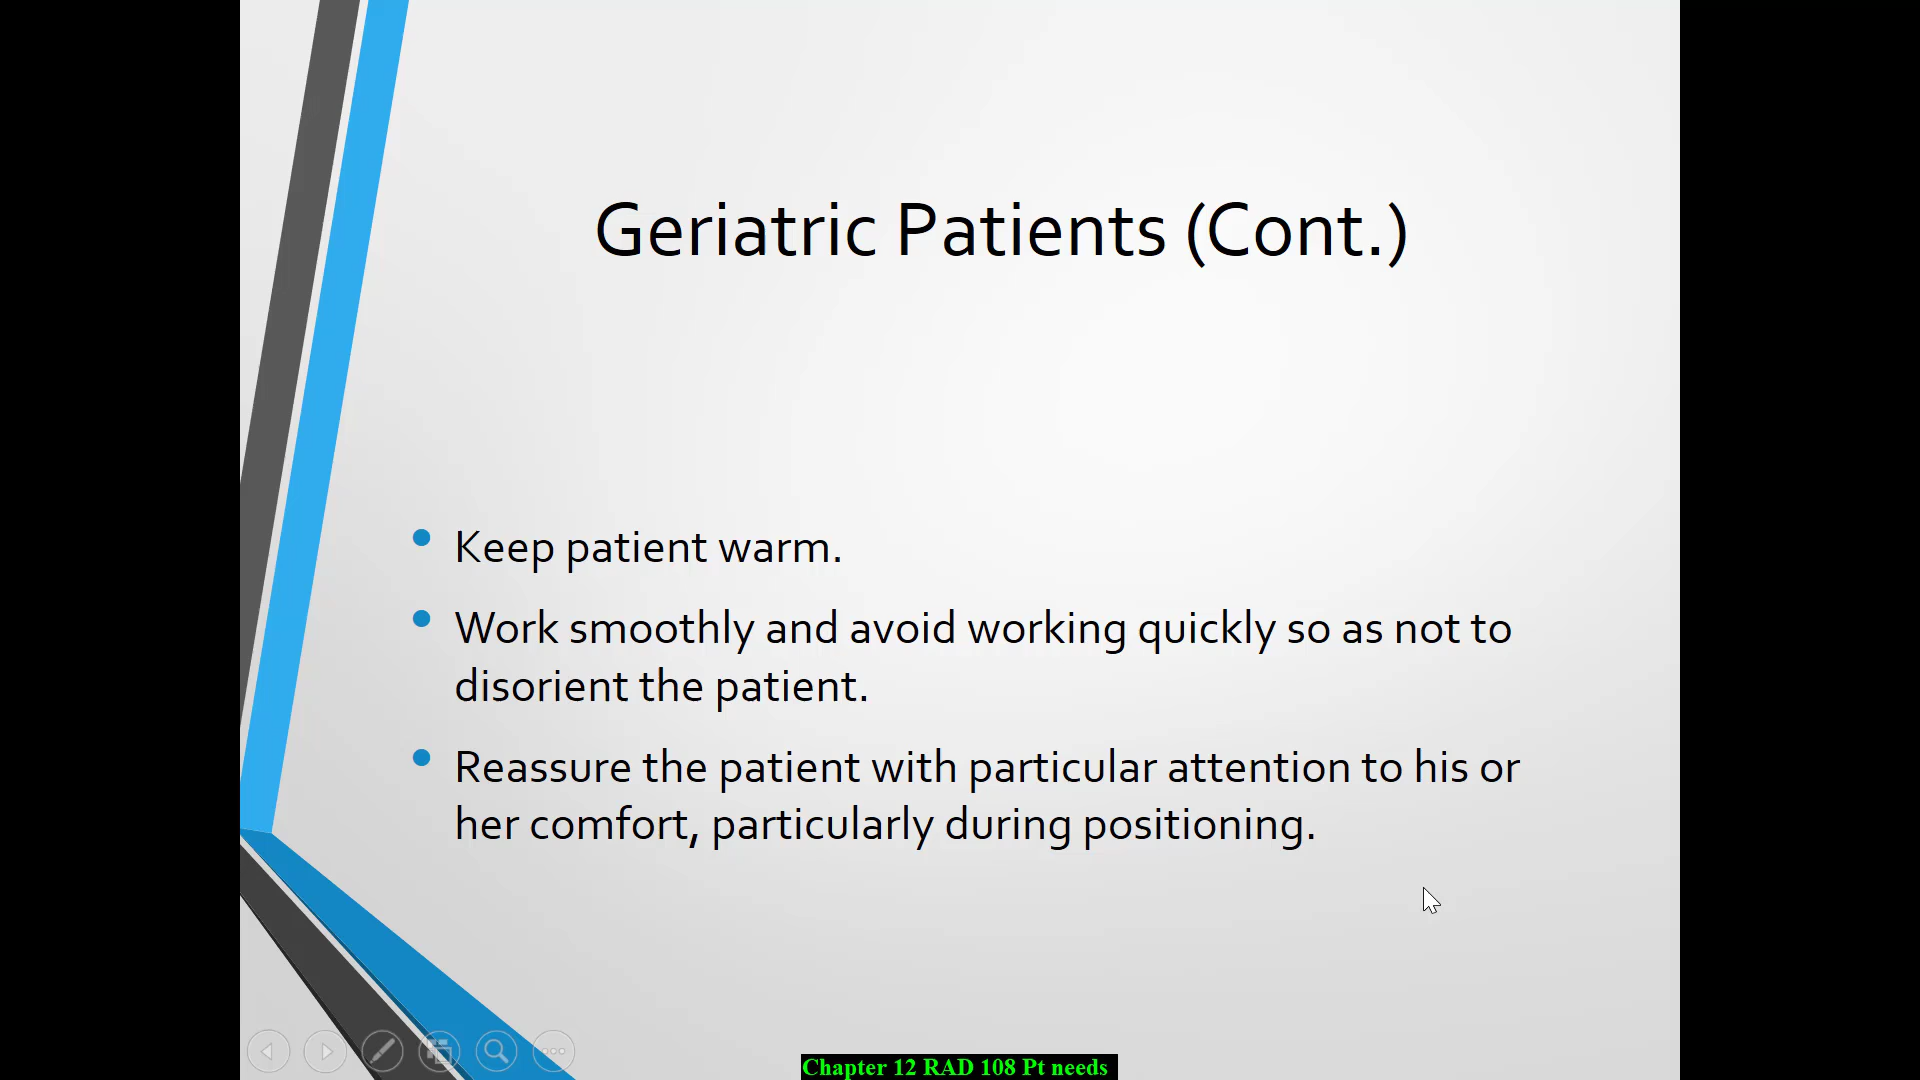 Geriatric Patients (Cont.)
• Keep patient warm.
• Work smoothly and avoid working quickly so as not to
disorient the patient.
• Reassure the patient with particular attention to his or
her comfort, particularly during positioning.
Chapter 12 RAD 108 Pt needs